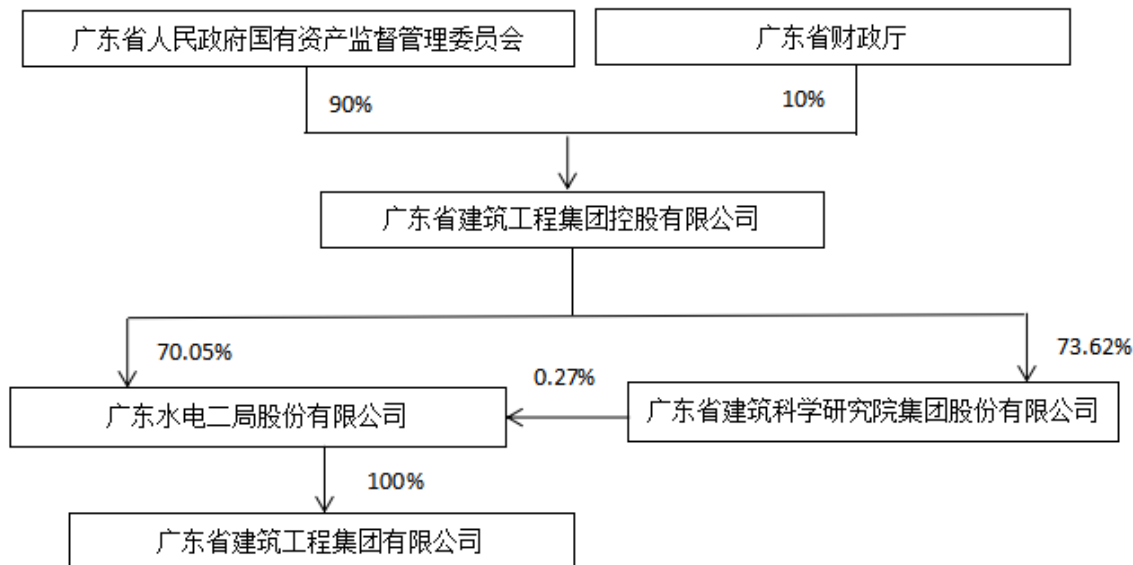 广东省人民政府国有资产监督管理委员会
广东省财政厅
90%
10%
广东省建筑工程集团控股有限公司
70.05%
73.62%
0.27%
广东水电二局股份有限公司
广东省建筑科学研究院集团股份有限公司
100%
广东省建筑工程集团有限公司